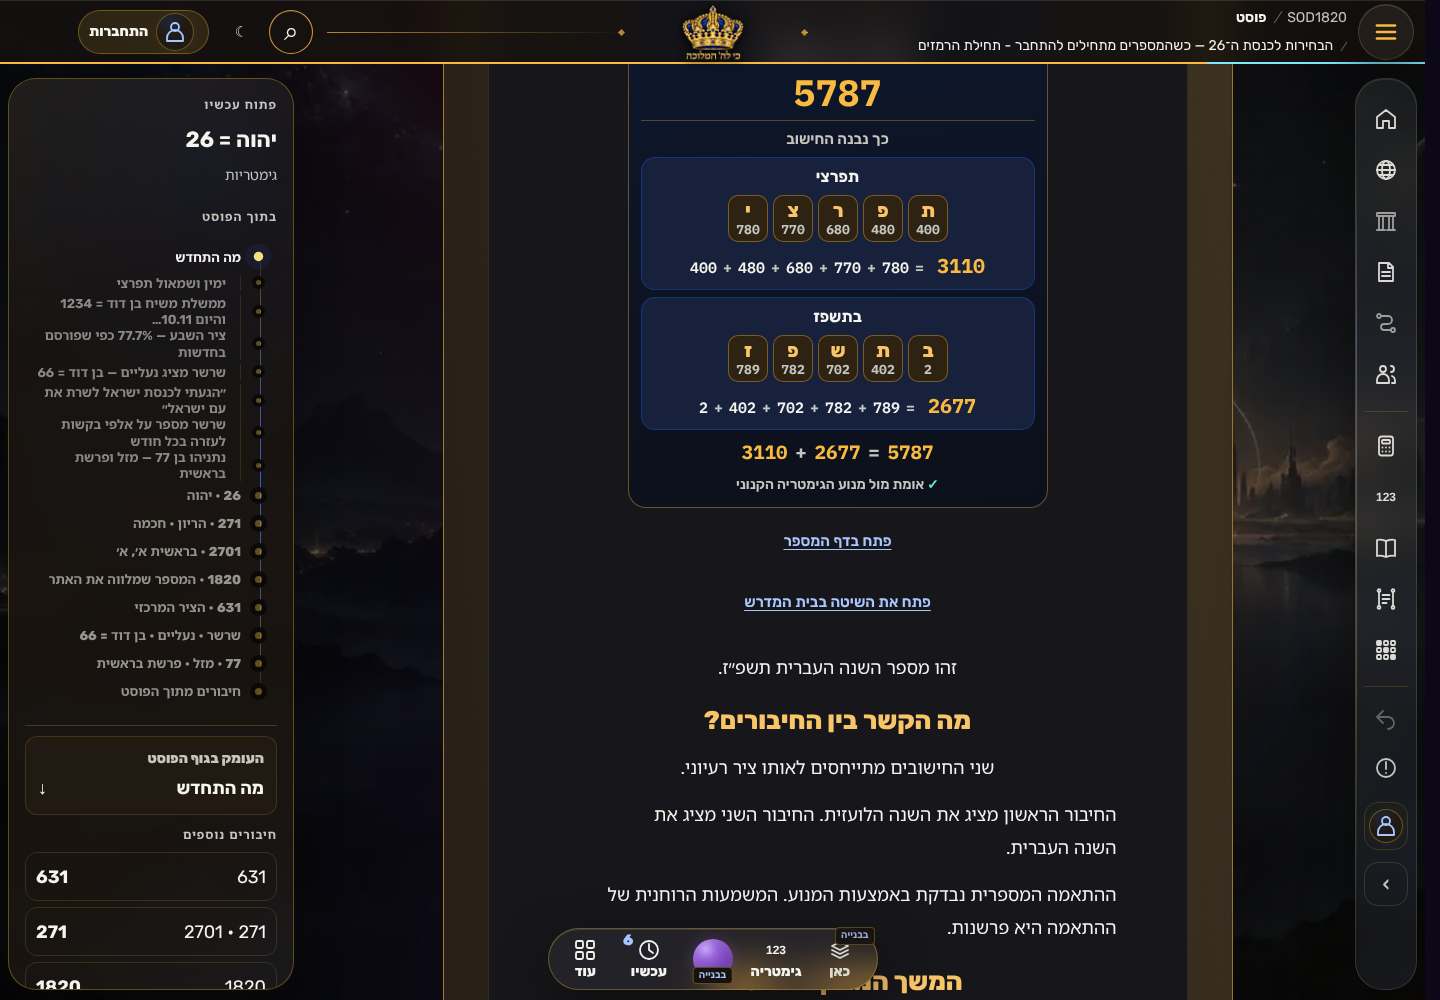 SOD1820 / פוסט
/ הבחירות לכנסת ה־26 — כשהמספרים מתחילים להתחבר - תחילת הרמזים
כי לה' המלוכה
התחברות
123
5787
כך נבנה החישוב
תפרצי
ת פ ר צ י
400 480 680 770 780
400 + 480 + 680 + 770 + 780 = 3110
בתשפז
ב ת ש פ ז
2 402 702 782 789
2 + 402 + 702 + 782 + 789 = 2677
3110 + 2677 = 5787
✓ אומת מול מנוע הגימטריה הקנוני
פתח בדף המספר
פתח את השיטה בבית המדרש
זהו מספר השנה העברית תשפ״ז.
מה הקשר בין החיבורים?
שני החישובים מתייחסים לאותו ציר רעיוני.
החיבור הראשון מציג את השנה הלועזית. החיבור השני מציג את
השנה העברית.
ההתאמה המספרית נבדקת באמצעות המנוע. המשמעות הרוחנית של
ההתאמה היא פרשנות.
המשך
בבנייה
כאן
123
גימטריה
בבנייה
6
עכשיו
עוד
פתוח עכשיו
יהוה = 26
גימטריות
בתוך הפוסט
מה התחדש
ימין ושמאול תפרצי
ממשלת משיח בן דוד = 1234
והיום 10.11...
ציר השבע — 77.7% כפי שפורסם
בחדשות
שרשר מציג נעליים — בן דוד = 66
״הגעתי לכנסת ישראל לשרת את
עם ישראל״
שרשר מספר על אלפי בקשות
לעזרה בכל חודש
נתניהו בן 77 — מזל ופרשת
בראשית
26 • יהוה
271 • הריון • חכמה
2701 • בראשית א׳, א׳
1820 • המספר שמלווה את האתר
631 • הציר המרכזי
שרשר • נעליים • בן דוד = 66
77 • מזל • פרשת בראשית
חיבורים מתוך הפוסט
העומק בגוף הפוסט
מה התחדש ↓
חיבורים נוספים
631 631
271 • 2701 271
1820 1820